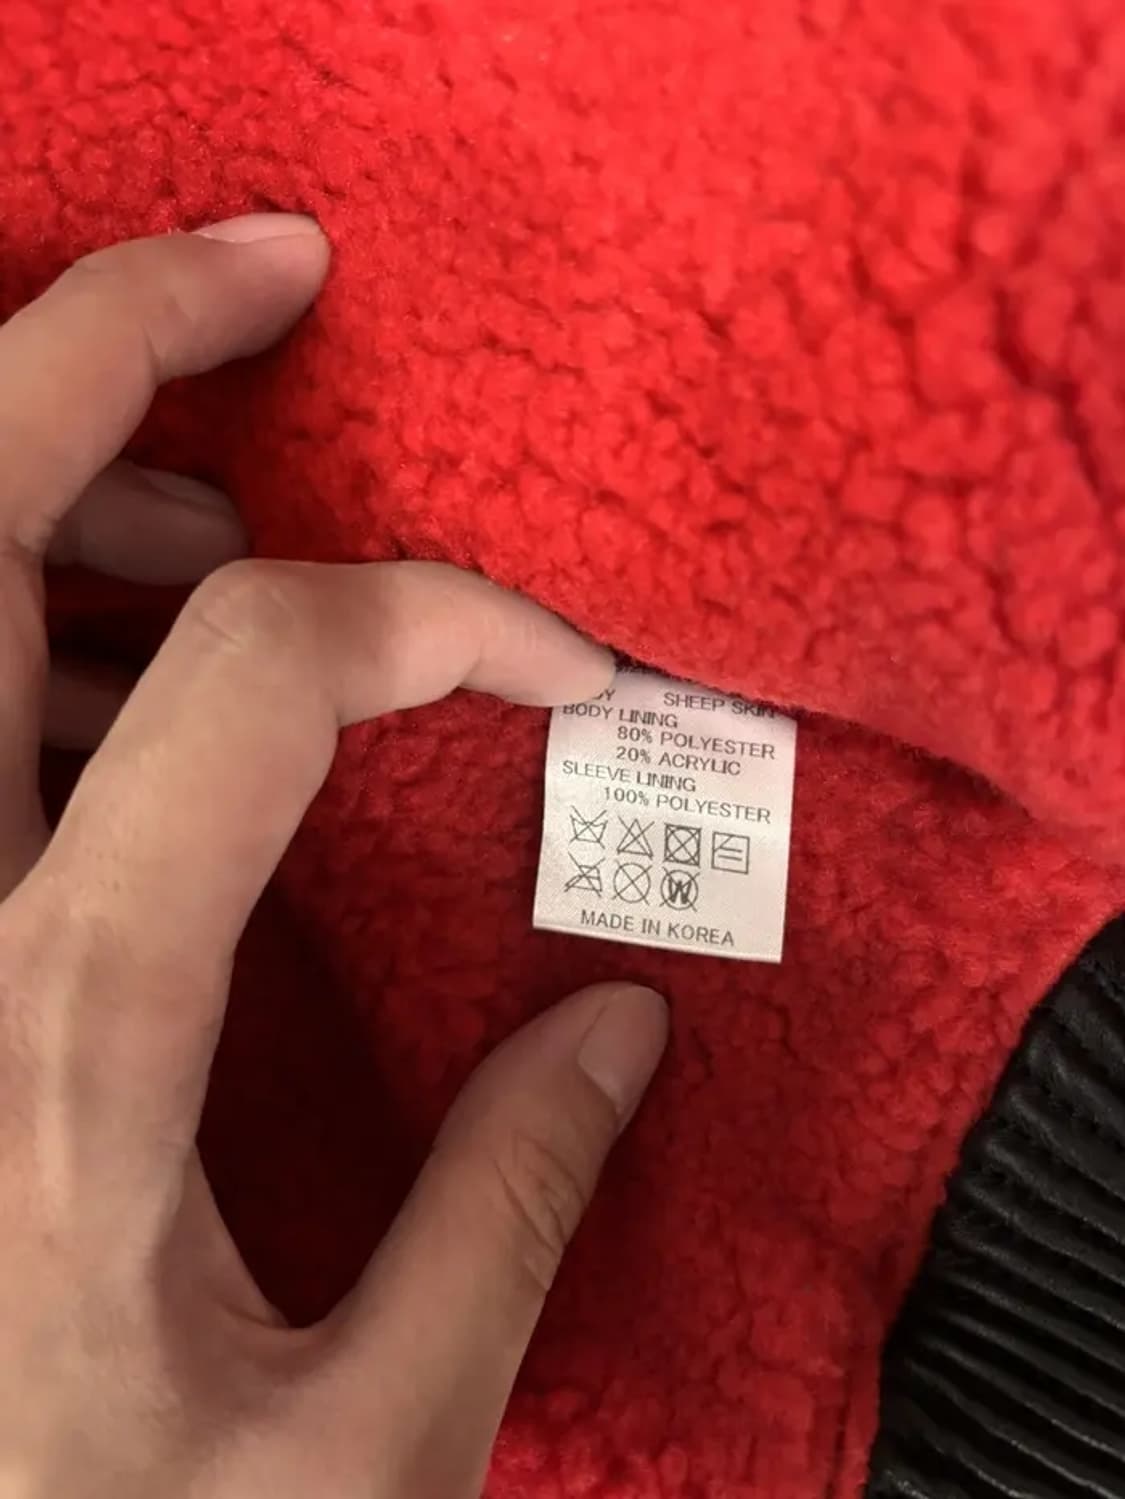 SHEEP SKIN
BODY LINING
80% POLYESTER
20% ACRYLIC
SLEEVE LINING
100% POLYESTER
W
MADE IN KOREA